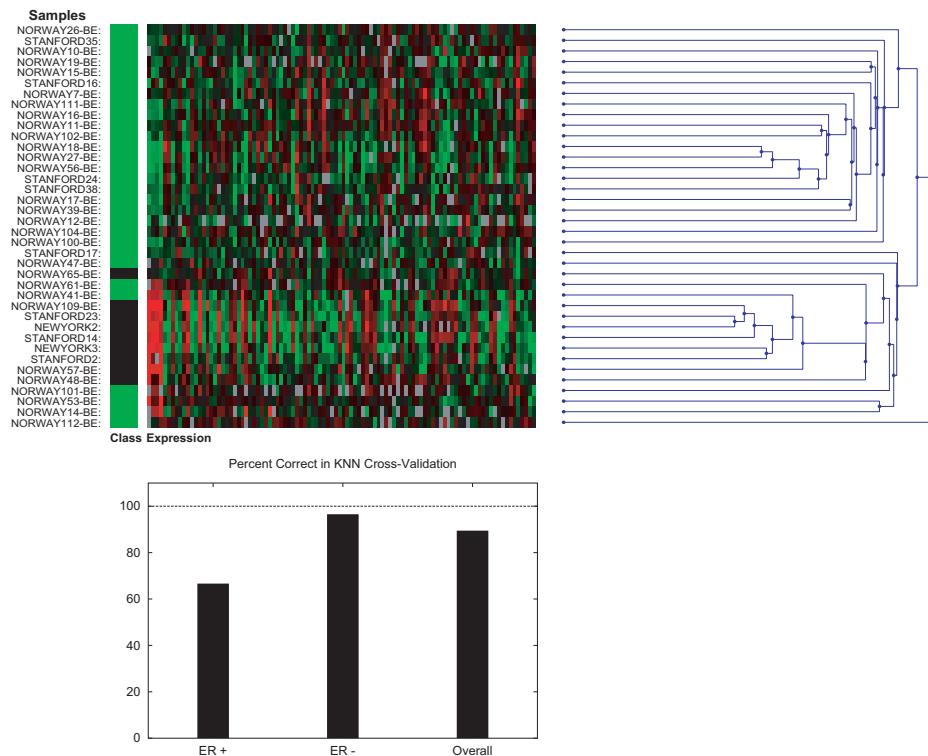 Samples
NORWAY26-BE:
STANFORD35:
NORWAY10-BE:
NORWAY19-BE:
NORWAY15-BE:
STANFORD16:
NORWAY7-BE:
NORWAY111-BE:
NORWAY16-BE:
NORWAY11-BE:
NORWAY102-BE:
NORWAY18-BE:
NORWAY27-BE:
NORWAY56-BE:
STANFORD24:
STANFORD38:
NORWAY17-BE:
NORWAY39-BE:
NORWAY12-BE:
NORWAY104-BE:
NORWAY100-BE:
STANFORD17:
NORWAY47-BE:
NORWAY65-BE:
NORWAY61-BE:
NORWAY41-BE:
NORWAY109-BE:
STANFORD23:
NEWYORK2:
STANFORD14:
NEWYORK3:
STANFORD2:
NORWAY57-BE:
NORWAY48-BE:
NORWAY101-BE:
NORWAY53-BE:
NORWAY14-BE:
NORWAY112-BE:
Class Expression
Percent Correct in KNN Cross-Validation
100
80
60
40
20
0
ER + ER - Overall